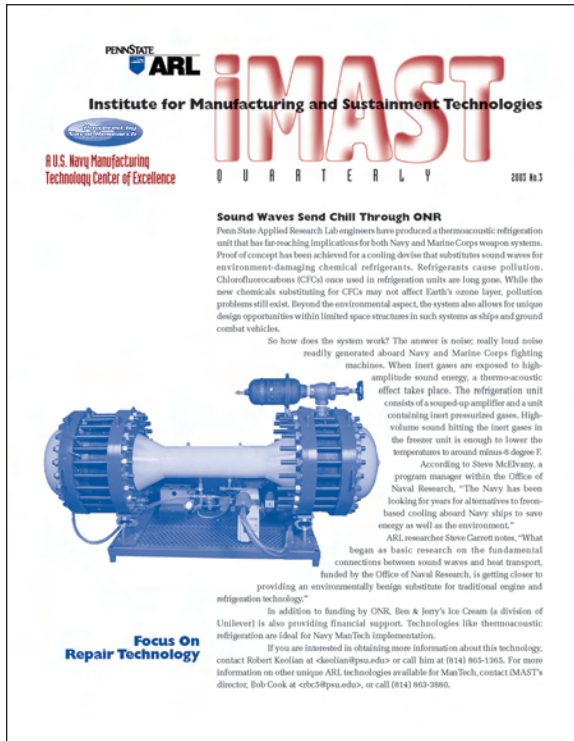 PENNSTATE
ARL
iMAST
Institute for Manufacturing and Sustainment Technologies
Powered by
Naval Research
A U.S. Navy Manufacturing
Technology Center of Excellence
QUARTERLY
2003 No.3
Sound Waves Send Chill Through ONR
Penn State Applied Research Lab engineers have produced a thermoacoustic refrigeration
unit that has far-reaching implications for both Navy and Marine Corps weapon systems.
Proof of concept has been achieved for a cooling devise that substitutes sound waves for
environment-damaging chemical refrigerants. Refrigerants cause pollution.
Chlorofluorocarbons (CFCs) once used in refrigeration units are long gone. While the
new chemicals substituting for CFCs may not affect Earth's ozone layer, pollution
problems still exist. Beyond the environmental aspect, the system also allows for unique
design opportunities within limited space structures in such systems as ships and ground
combat vehicles.
So how does the system work? The answer is noise; really loud noise
readily generated aboard Navy and Marine Corps fighting
machines. When inert gases are exposed to high-
amplitude sound energy, a thermo-acoustic
effect takes place. The refrigeration unit
consists of a souped-up amplifier and a unit
containing inert pressurized gases. High-
volume sound hitting the inert gases in
the freezer unit is enough to lower the
temperatures to around minus-8 degree F.
According to Steve McElvany, a
program manager within the Office of
Naval Research, "The Navy has been
looking for years for alternatives to freon-
based cooling aboard Navy ships to save
energy as well as the environment."
ARL researcher Steve Garrett notes, "What
began as basic research on the fundamental
connections between sound waves and heat transport,
funded by the Office of Naval Research, is getting closer to
providing an environmentally benign substitute for traditional engine and
refrigeration technology."
In addition to funding by ONR, Ben & Jerry's Ice Cream (a division of
Unilever) is also providing financial support. Technologies like thermoacoustic
refrigeration are ideal for Navy ManTech implementation.
If you are interested in obtaining more information about this technology,
contact Robert Keolian at <keolian@psu.edu> or call him at (814) 865-1365. For more
information on other unique ARL technologies available for ManTech, contact iMAST's
director, Bob Cook at <rbc5@psu.edu>, or call (814) 863-3880.
Focus On
Repair Technology